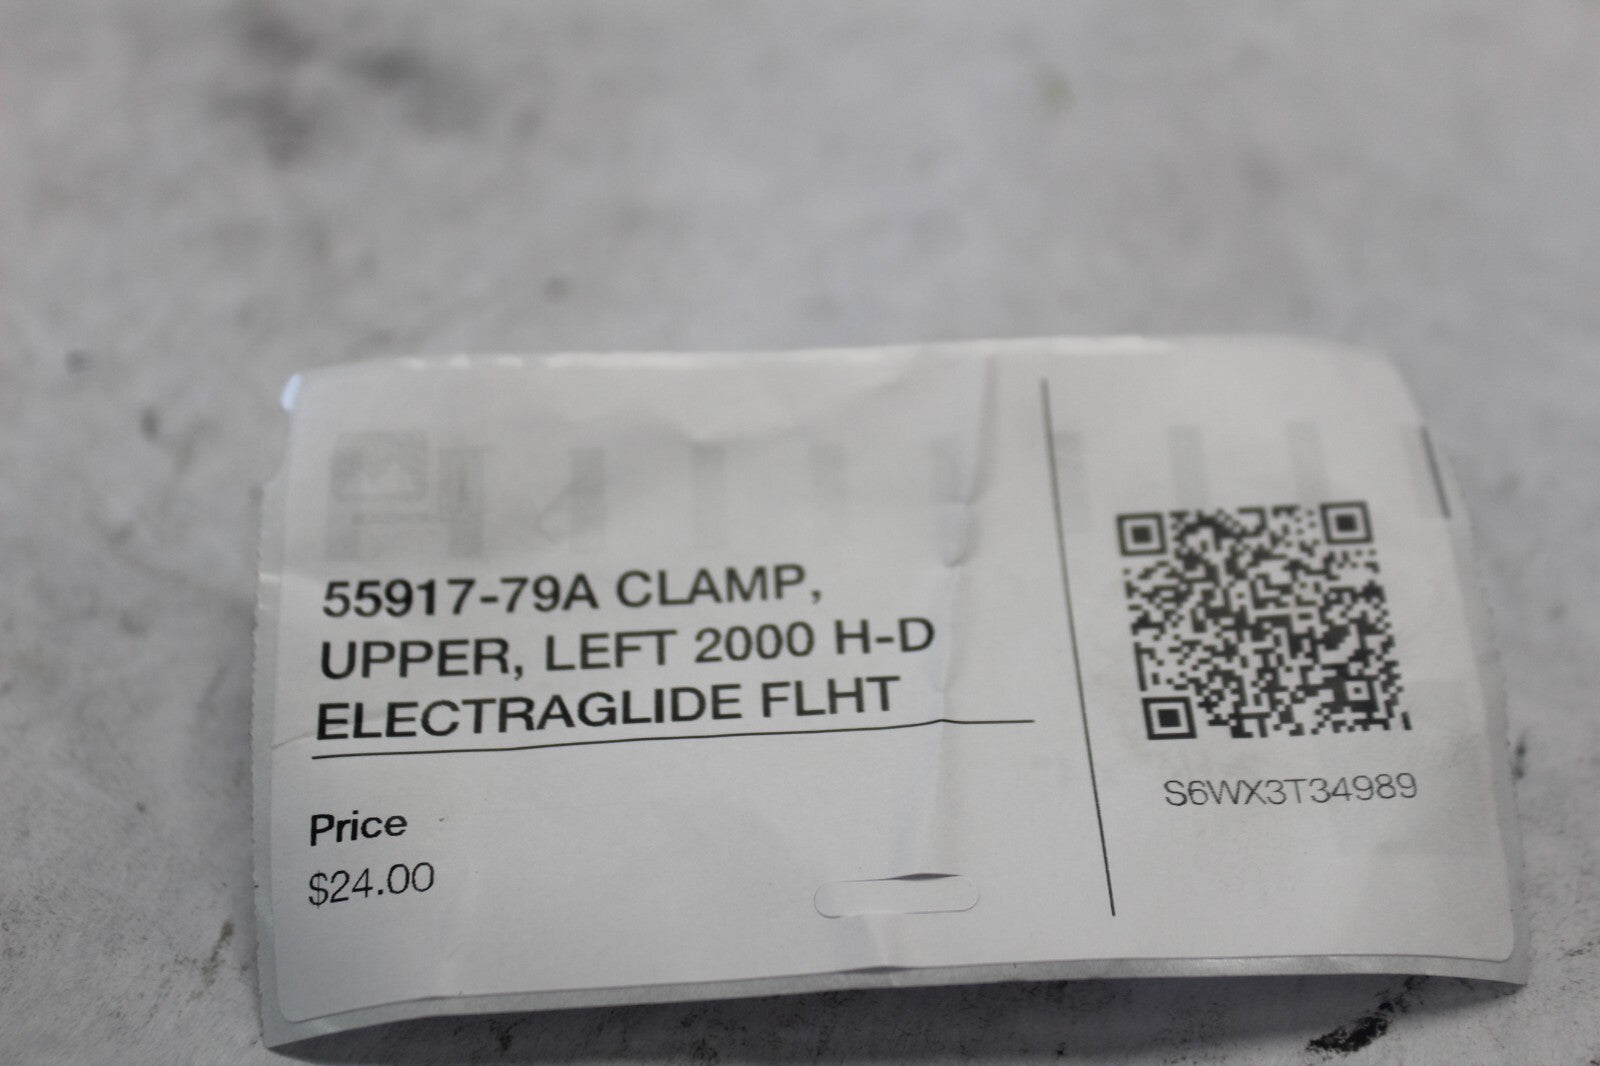 55917-79A CLAMP,
UPPER, LEFT 2000 H-D
ELECTRAGLIDE FLHT
Price
$24.00
S6WX3T34989